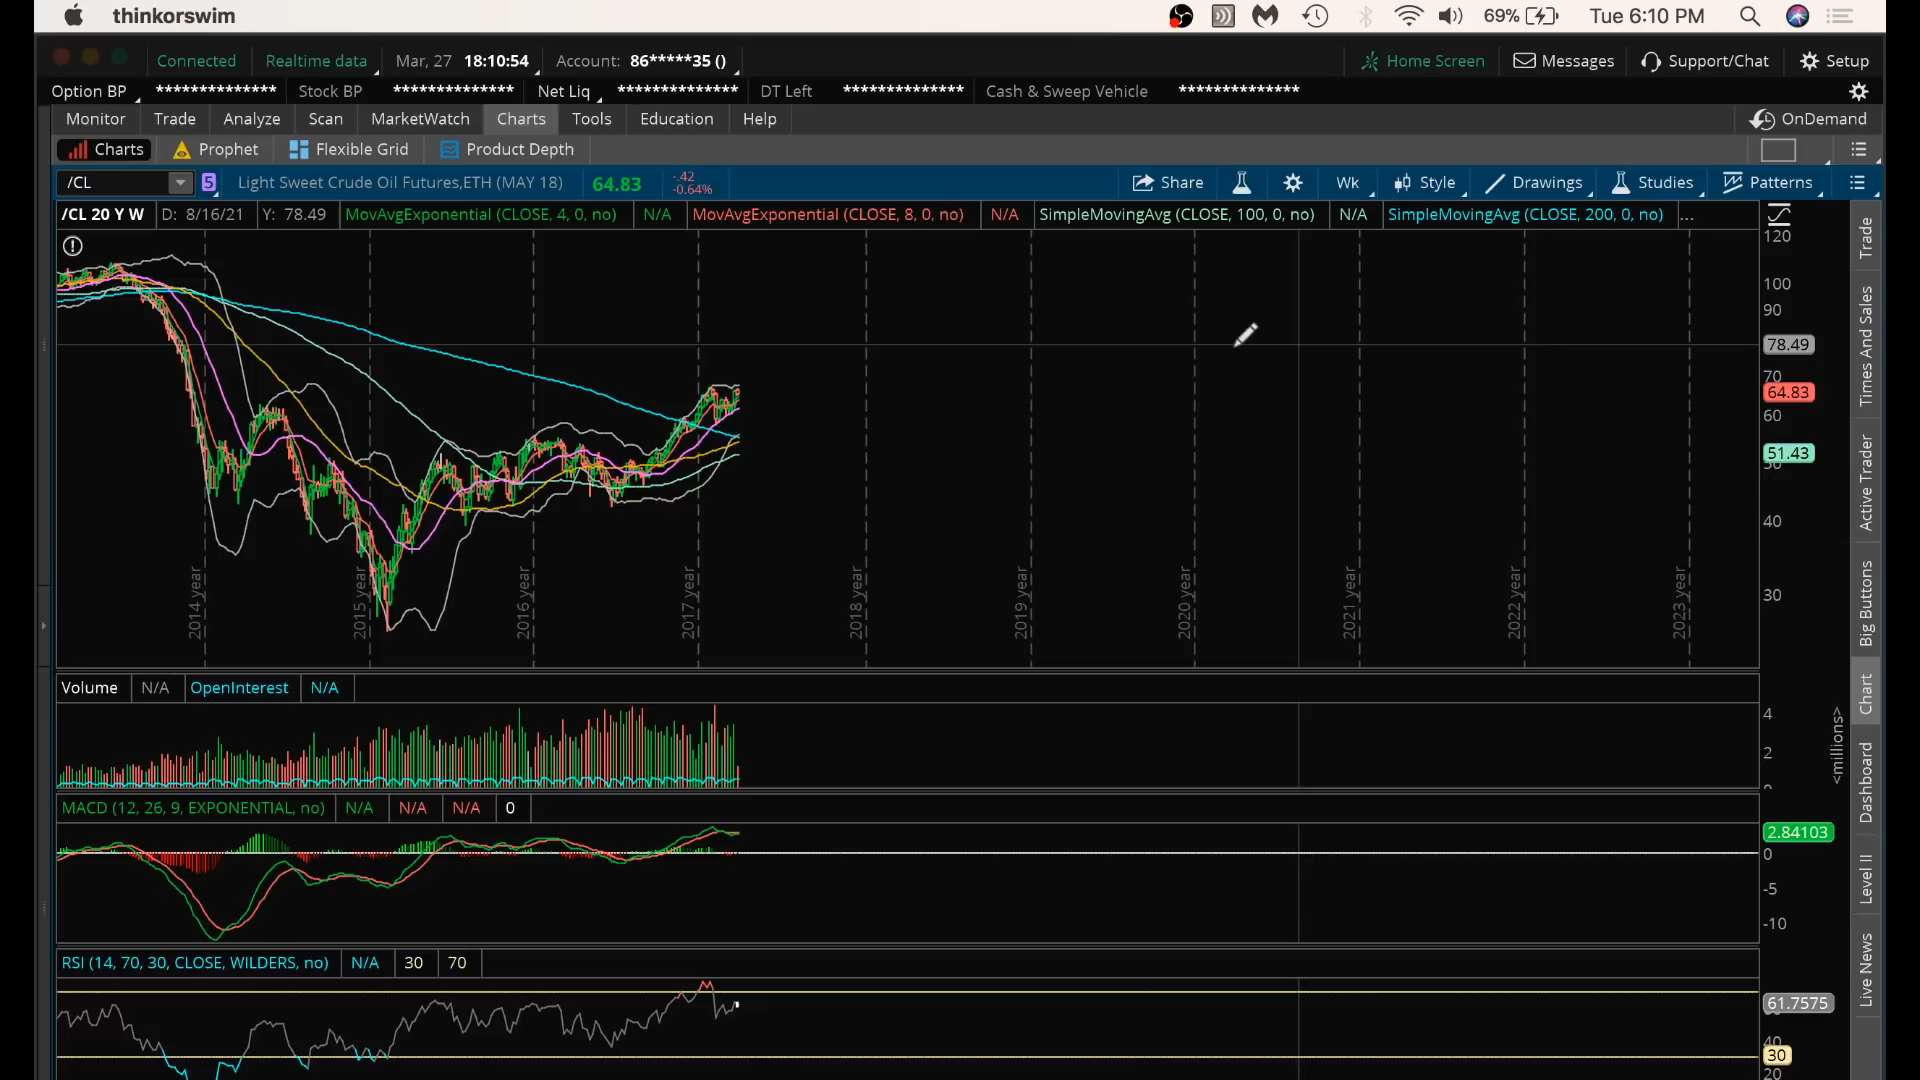 thinkorswim 69% Tue 6:10 PM
Connected Realtime data Mar, 27 18:10:54 Account: 86*****35 () Home Screen Messages Support/Chat Setup
Option BP ************** Stock BP ************** Net Liq ************** DT Left ************** Cash & Sweep Vehicle **************
Monitor Trade Analyze Scan MarketWatch Charts Tools Education Help OnDemand
Charts Prophet Flexible Grid Product Depth
/CL 5 Light Sweet Crude Oil Futures,ETH (MAY 18) 64.83 -.42 -0.64% Share Wk Style Drawings Studies Patterns
/CL 20 Y W D: 8/16/21 Y: 78.49 MovAvgExponential (CLOSE, 4, 0, no) N/A MovAvgExponential (CLOSE, 8, 0, no) N/A SimpleMovingAvg (CLOSE, 100, 0, no) N/A SimpleMovingAvg (CLOSE, 200, 0, no) ...
120
100
90
78.49
70
64.83
60
51.43
50
40
30
2014 year 2015 year 2016 year 2017 year 2018 year 2019 year 2020 year 2021 year 2022 year 2023 year
Volume N/A OpenInterest N/A
4
2
<millions>
MACD (12, 26, 9, EXPONENTIAL, no) N/A N/A N/A 0
2.84103
0
-5
-10
RSI (14, 70, 30, CLOSE, WILDERS, no) N/A 30 70
61.7575
40
30
20
Trade
Times And Sales
Active Trader
Big Buttons
Chart
Dashboard
Level II
Live News